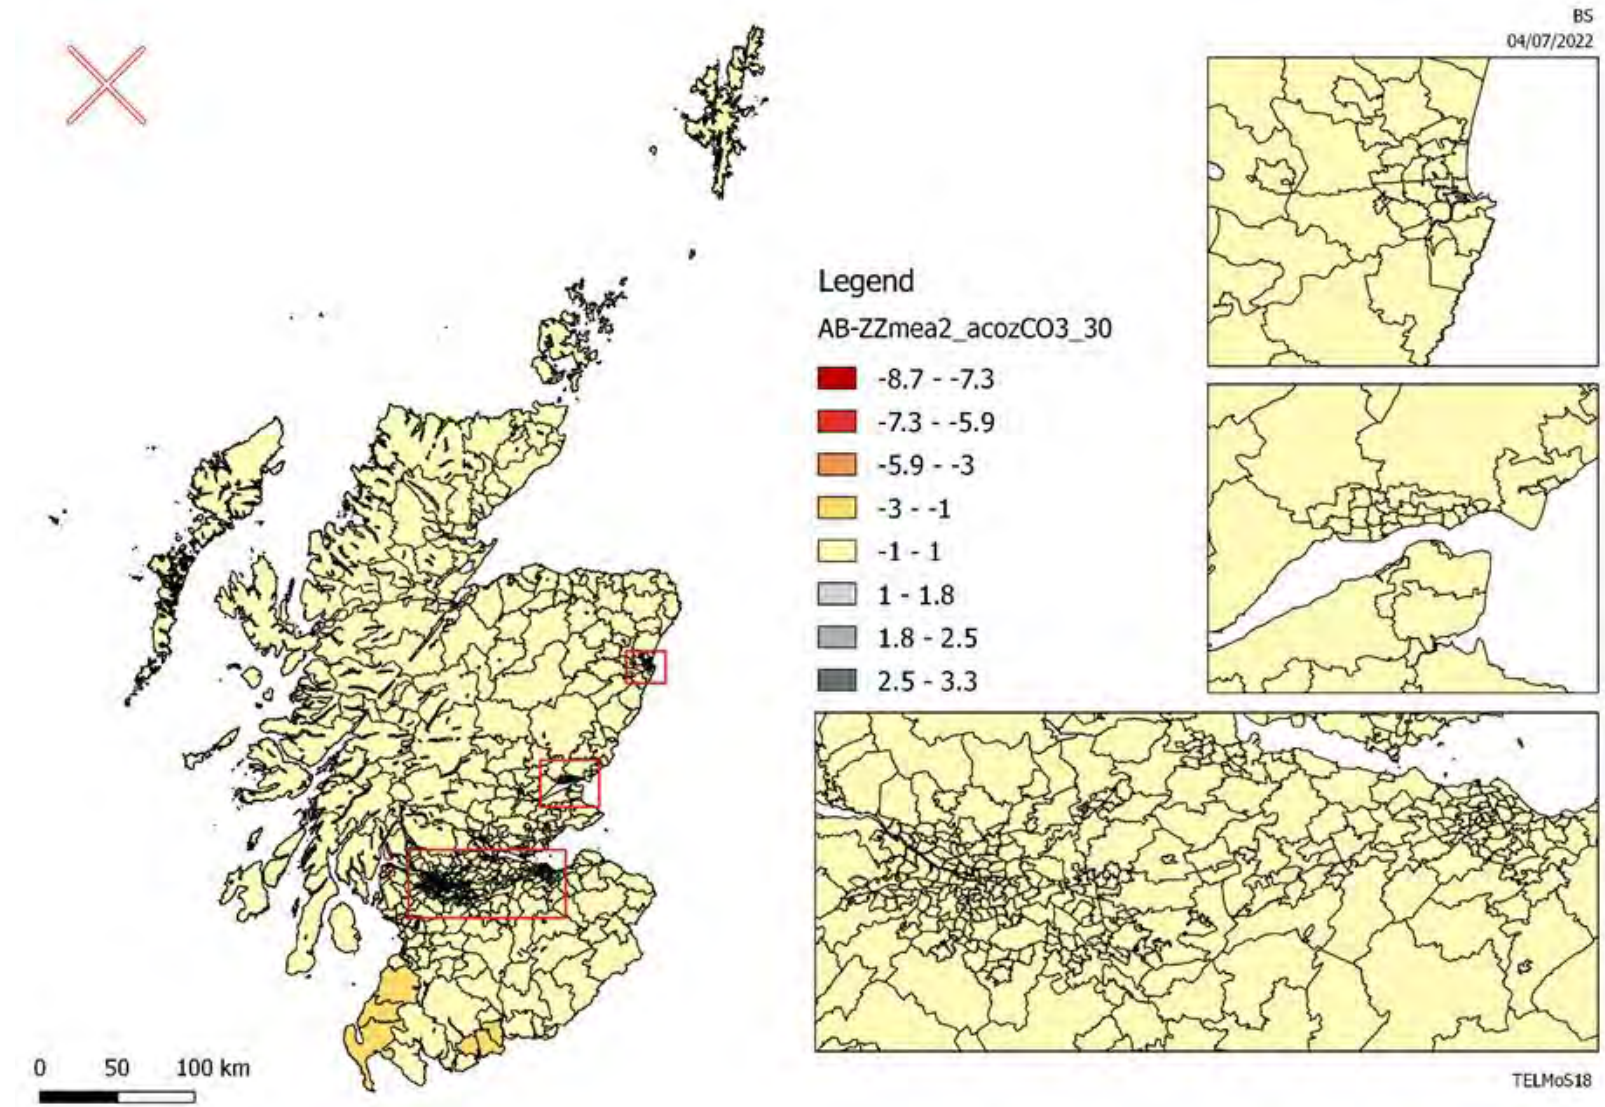 BS
04/07/2022
Legend
AB-ZZmea2_acozCO3_30
-8.7 - -7.3
-7.3 - -5.9
-5.9 - -3
-3 - -1
-1 - 1
1 - 1.8
1.8 - 2.5
2.5 - 3.3
0 50 100 km
TELMoS18